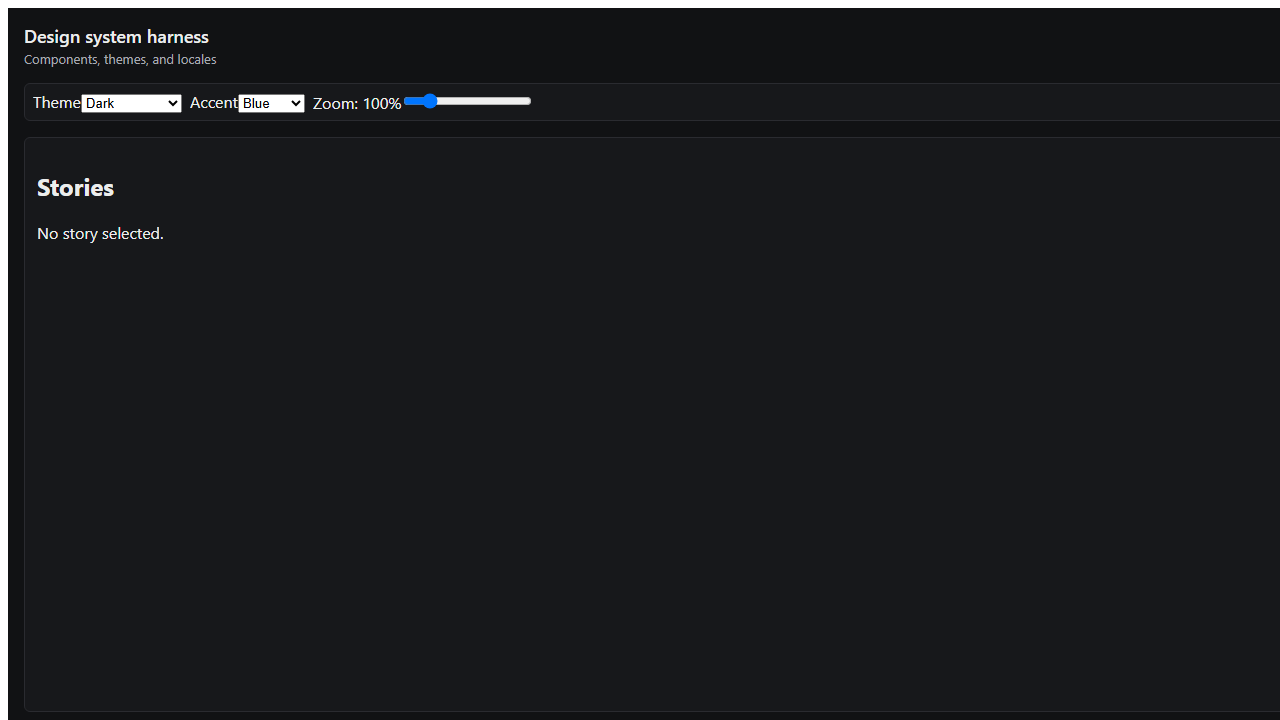 Design system harness
Components, themes, and locales
Theme Dark Accent Blue Zoom: 100%
Stories
No story selected.